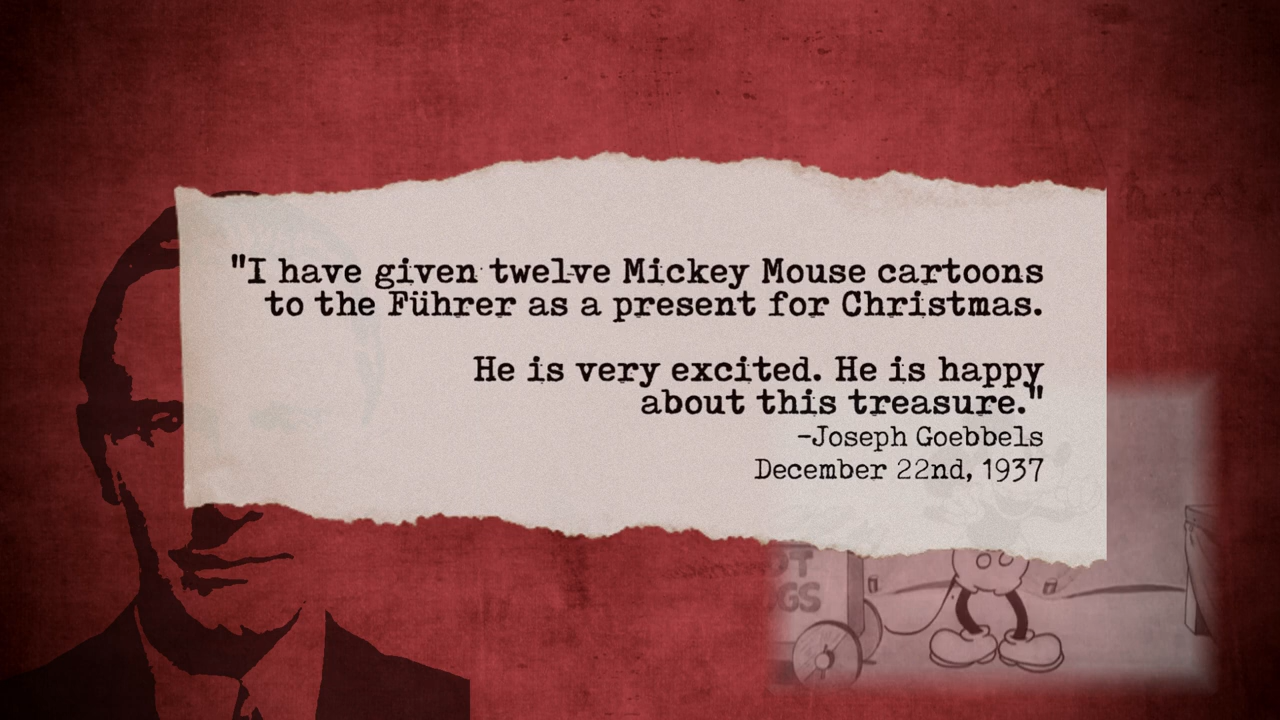 "I have given twelve Mickey Mouse cartoons
to the Führer as a present for Christmas.
He is very excited. He is happy
about this treasure."
-Joseph Goebbels
December 22nd, 1937